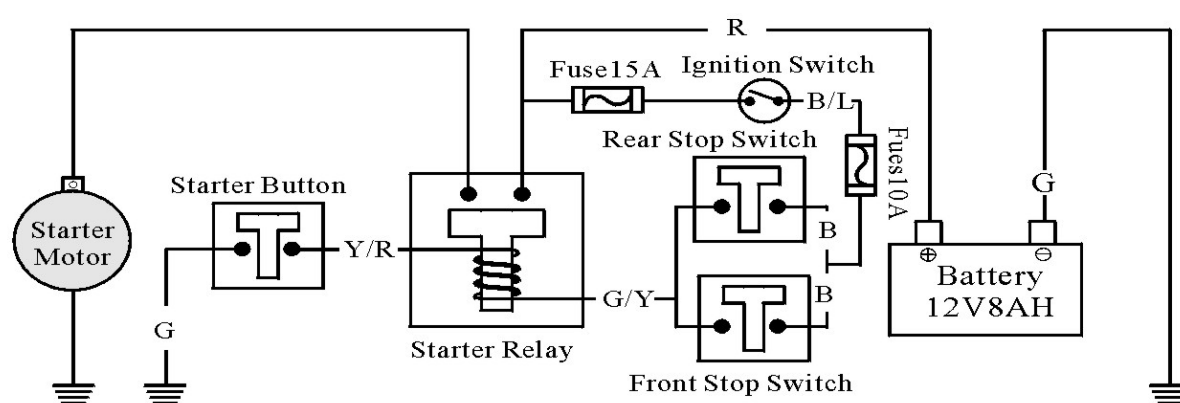 R
Fuse15A
Ignition Switch
B/L
Rear Stop Switch
Fues10A
Starter Button
G
Starter
Motor
Y/R
B
⊕
⊖
Battery
12V8AH
G/Y
B
G
Starter Relay
Front Stop Switch